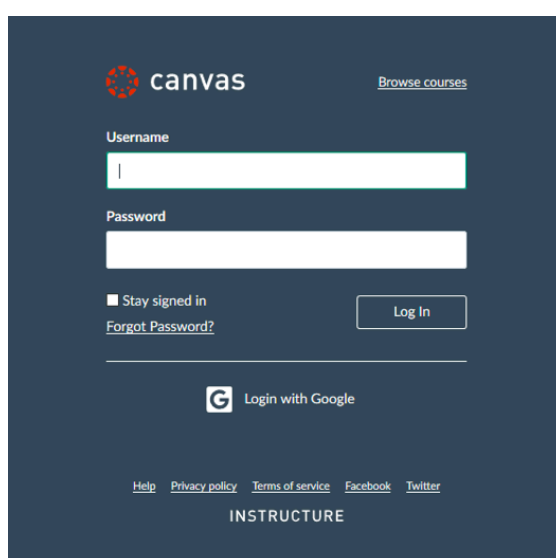 canvas
Browse courses
Username
Password
Stay signed in
Forgot Password?
Log In
G Login with Google
Help Privacy policy Terms of service Facebook Twitter
INSTRUCTURE